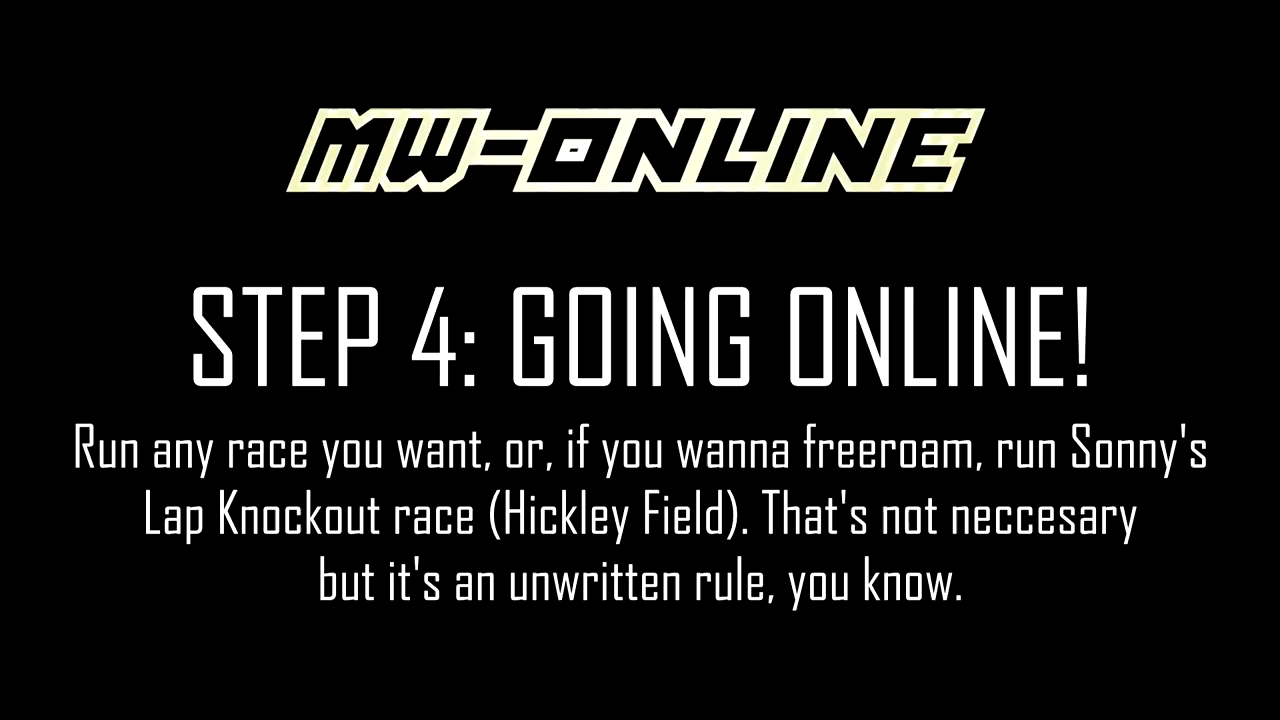 MW-ONLINE
STEP 4: GOING ONLINE!
Run any race you want, or, if you wanna freeroam, run Sonny's
Lap Knockout race (Hickley Field). That's not neccesary
but it's an unwritten rule, you know.